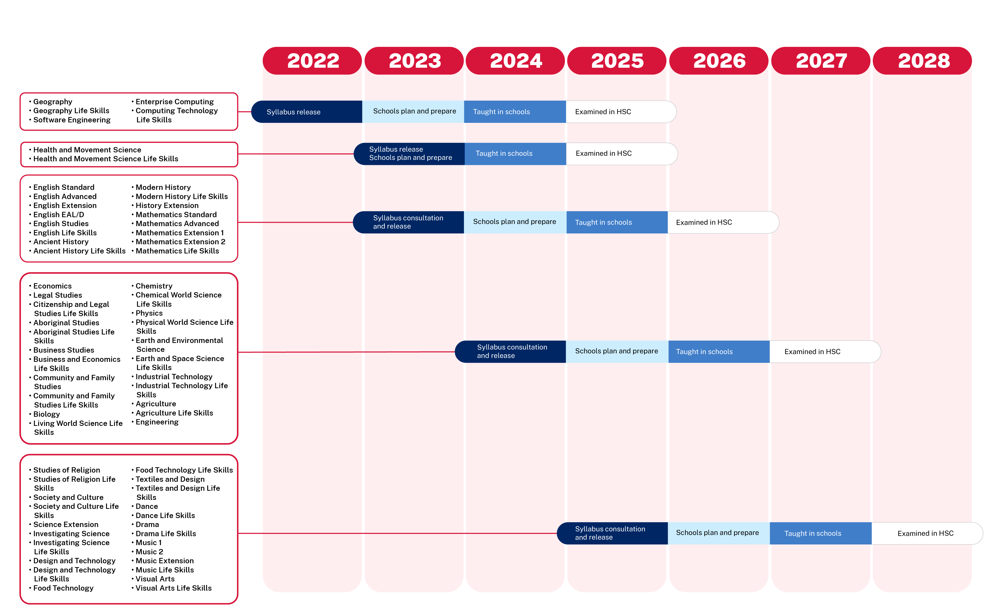 2022 2023 2024 2025 2026 2027 2028
• Geography
• Geography Life Skills
• Software Engineering
• Enterprise Computing
• Computing Technology
Life Skills
Syllabus release
Schools plan and prepare
Taught in schools
Examined in HSC
• Health and Movement Science
• Health and Movement Science Life Skills
Syllabus release
Schools plan and prepare
Taught in schools
Examined in HSC
• English Standard
• English Advanced
• English Extension
• English EAL/D
• English Studies
• English Life Skills
• Ancient History
• Ancient History Life Skills
• Modern History
• Modern History Life Skills
• History Extension
• Mathematics Standard
• Mathematics Advanced
• Mathematics Extension 1
• Mathematics Extension 2
• Mathematics Life Skills
Syllabus consultation
and release
Schools plan and prepare
Taught in schools
Examined in HSC
• Economics
• Legal Studies
• Citizenship and Legal
Studies Life Skills
• Aboriginal Studies
• Aboriginal Studies Life
Skills
• Business Studies
• Business and Economics
Life Skills
• Community and Family
Studies
• Community and Family
Studies Life Skills
• Biology
• Living World Science Life
Skills
• Chemistry
• Chemical World Science
Life Skills
• Physics
• Physical World Science Life
Skills
• Earth and Environmental
Science
• Earth and Space Science
Life Skills
• Industrial Technology
• Industrial Technology Life
Skills
• Agriculture
• Agriculture Life Skills
• Engineering
Syllabus consultation
and release
Schools plan and prepare
Taught in schools
Examined in HSC
• Studies of Religion
• Studies of Religion Life
Skills
• Society and Culture
• Society and Culture Life
Skills
• Science Extension
• Investigating Science
• Investigating Science
Life Skills
• Design and Technology
• Design and Technology
Life Skills
• Food Technology
• Food Technology Life Skills
• Textiles and Design
• Textiles and Design Life
Skills
• Dance
• Dance Life Skills
• Drama
• Drama Life Skills
• Music 1
• Music 2
• Music Extension
• Music Life Skills
• Visual Arts
• Visual Arts Life Skills
Syllabus consultation
and release
Schools plan and prepare
Taught in schools
Examined in HSC